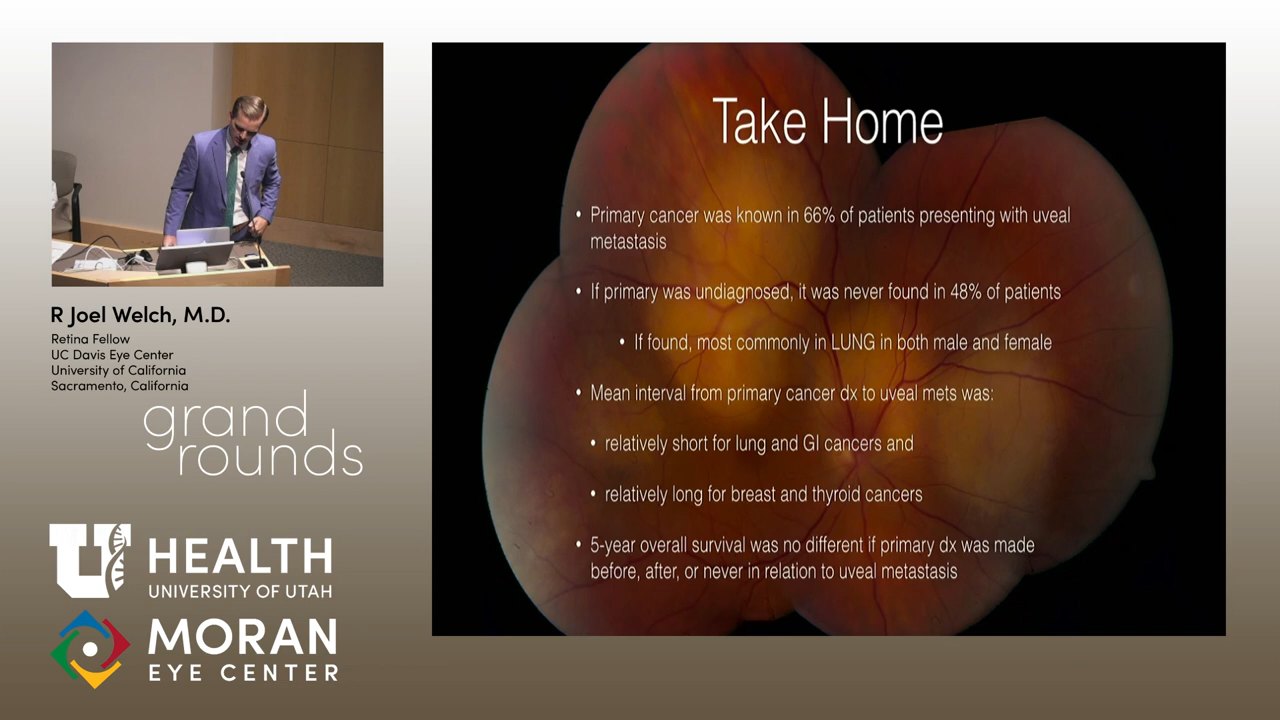 R Joel Welch, M.D.
Retina Fellow
UC Davis Eye Center
University of California
Sacramento, California
grand
rounds
U HEALTH
UNIVERSITY OF UTAH
MORAN
EYE CENTER
Take Home
• Primary cancer was known in 66% of patients presenting with uveal
metastasis
• If primary was undiagnosed, it was never found in 48% of patients
• If found, most commonly in LUNG in both male and female
• Mean interval from primary cancer dx to uveal mets was:
• relatively short for lung and GI cancers and
• relatively long for breast and thyroid cancers
• 5-year overall survival was no different if primary dx was made
before, after, or never in relation to uveal metastasis